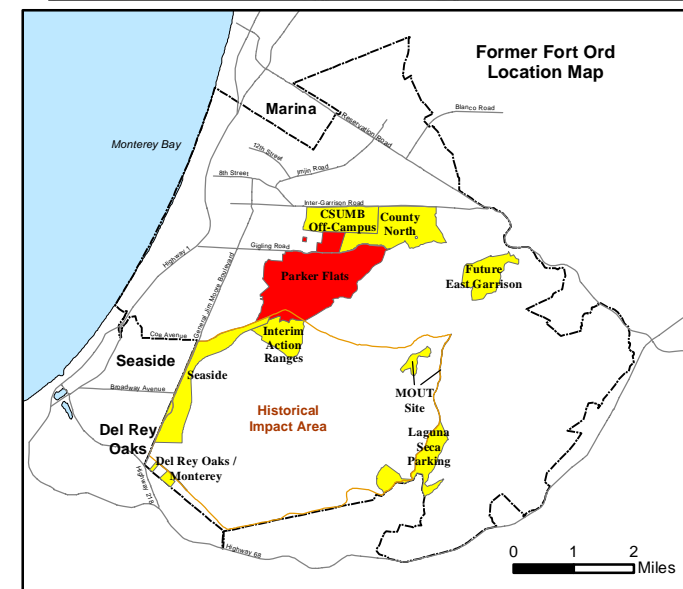 Former Fort Ord
Location Map
Marina
Blanco Road
Reservation Road
Monterey Bay
12th Street
Imjin Road
8th Street
Inter-Garrison Road
CSUMB
Off-Campus
County
North
Gigling Road
Highway 1
General Jim Moore Boulevard
Parker Flats
Future
East Garrison
Coe Avenue
Interim
Action
Ranges
Seaside
Seaside
Broadway Avenue
MOUT
Site
Historical
Impact Area
Del Rey
Oaks
Laguna
Seca
Parking
Del Rey Oaks /
Monterey
Highway 218
Highway 68
0 1 2
Miles